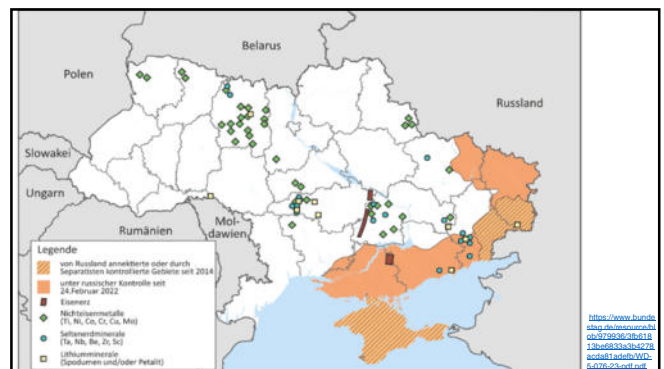 Belarus
Polen
Russland
Slowakei
Ungarn
Rumänien
Mol-
dawien
Legende
von Russland annektierte oder durch
Separatisten kontrollierte Gebiete seit 2014
unter russischer Kontrolle seit
24.Februar 2022
Eisenerz
Nichteisenmetalle
(Ti, Ni, Co, Cr, Cu, Mo)
Seltenerdminerale
(Ta, Nb, Be, Zr, Sc)
Lithiumminerale
(Spodumen und/oder Petalit)
https://www.bunde
stag.de/resource/bl
ob/979936/3fb618
13be6833a3b4278
acda81adefb/WD-
5-076-23-pdf.pdf